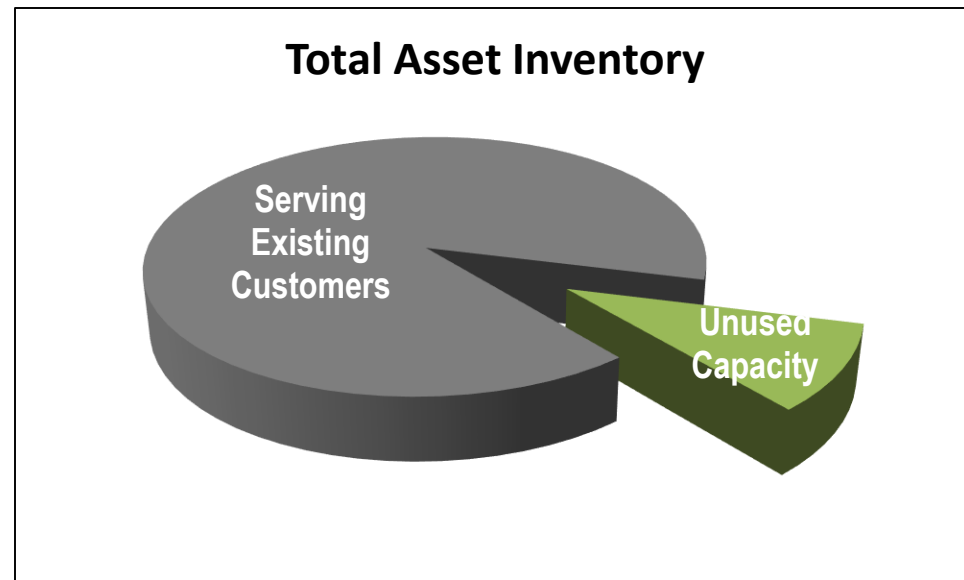 Total Asset Inventory
Serving
Existing
Customers
Unused
Capacity